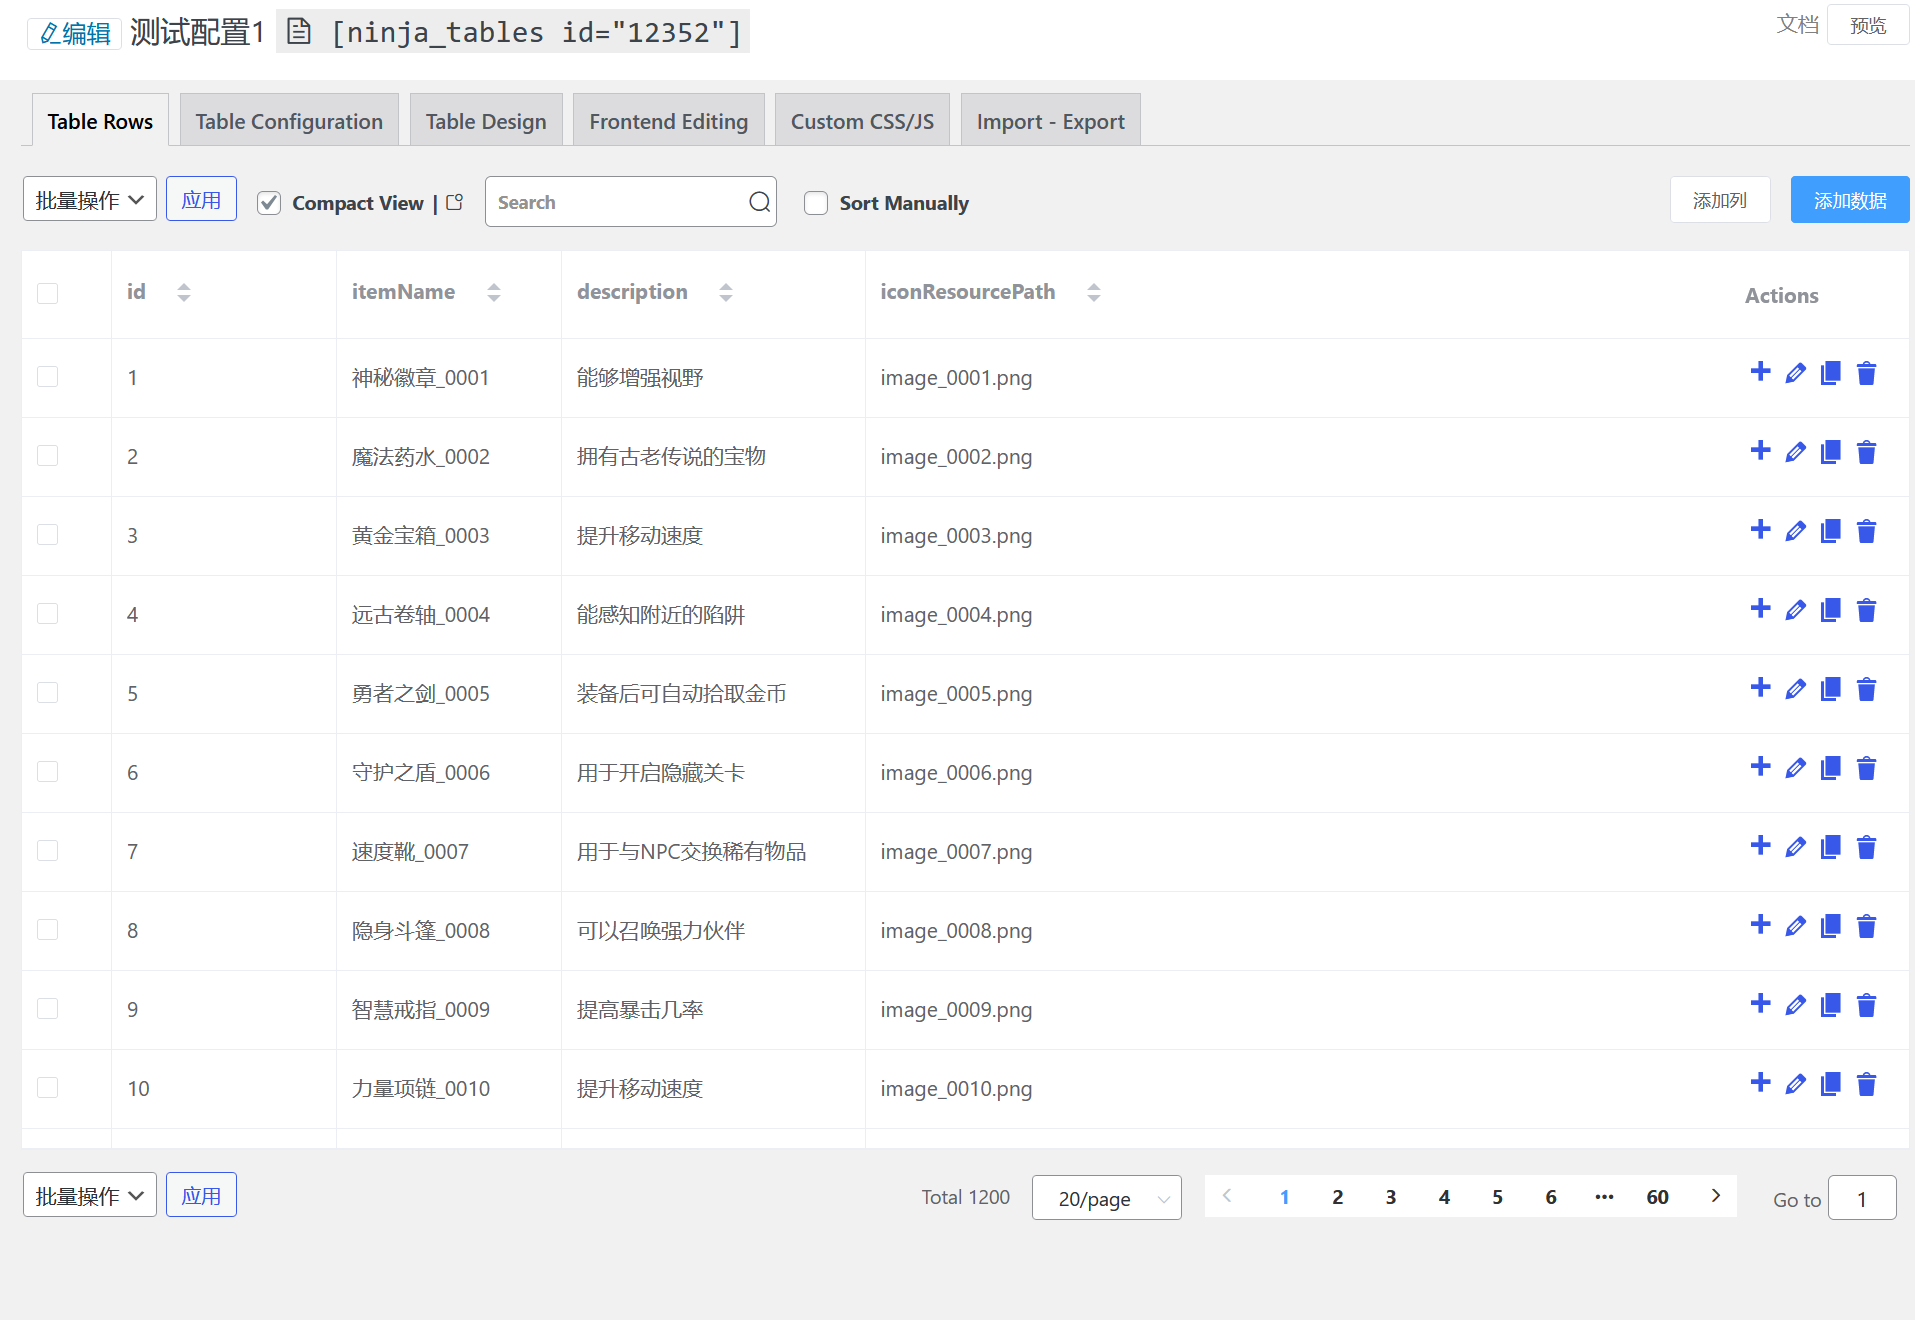 编辑 测试配置1 [ninja_tables id="12352"] 文档 预览
Table Rows Table Configuration Table Design Frontend Editing Custom CSS/JS Import - Export
批量操作 应用 Compact View | Search Sort Manually 添加列 添加数据
id itemName description iconResourcePath Actions
1 神秘徽章_0001 能够增强视野 image_0001.png
2 魔法药水_0002 拥有古老传说的宝物 image_0002.png
3 黄金宝箱_0003 提升移动速度 image_0003.png
4 远古卷轴_0004 能感知附近的陷阱 image_0004.png
5 勇者之剑_0005 装备后可自动拾取金币 image_0005.png
6 守护之盾_0006 用于开启隐藏关卡 image_0006.png
7 速度靴_0007 用于与NPC交换稀有物品 image_0007.png
8 隐身斗篷_0008 可以召唤强力伙伴 image_0008.png
9 智慧戒指_0009 提高暴击几率 image_0009.png
10 力量项链_0010 提升移动速度 image_0010.png
批量操作 应用 Total 1200 20/page 1 2 3 4 5 6 ••• 60 Go to 1